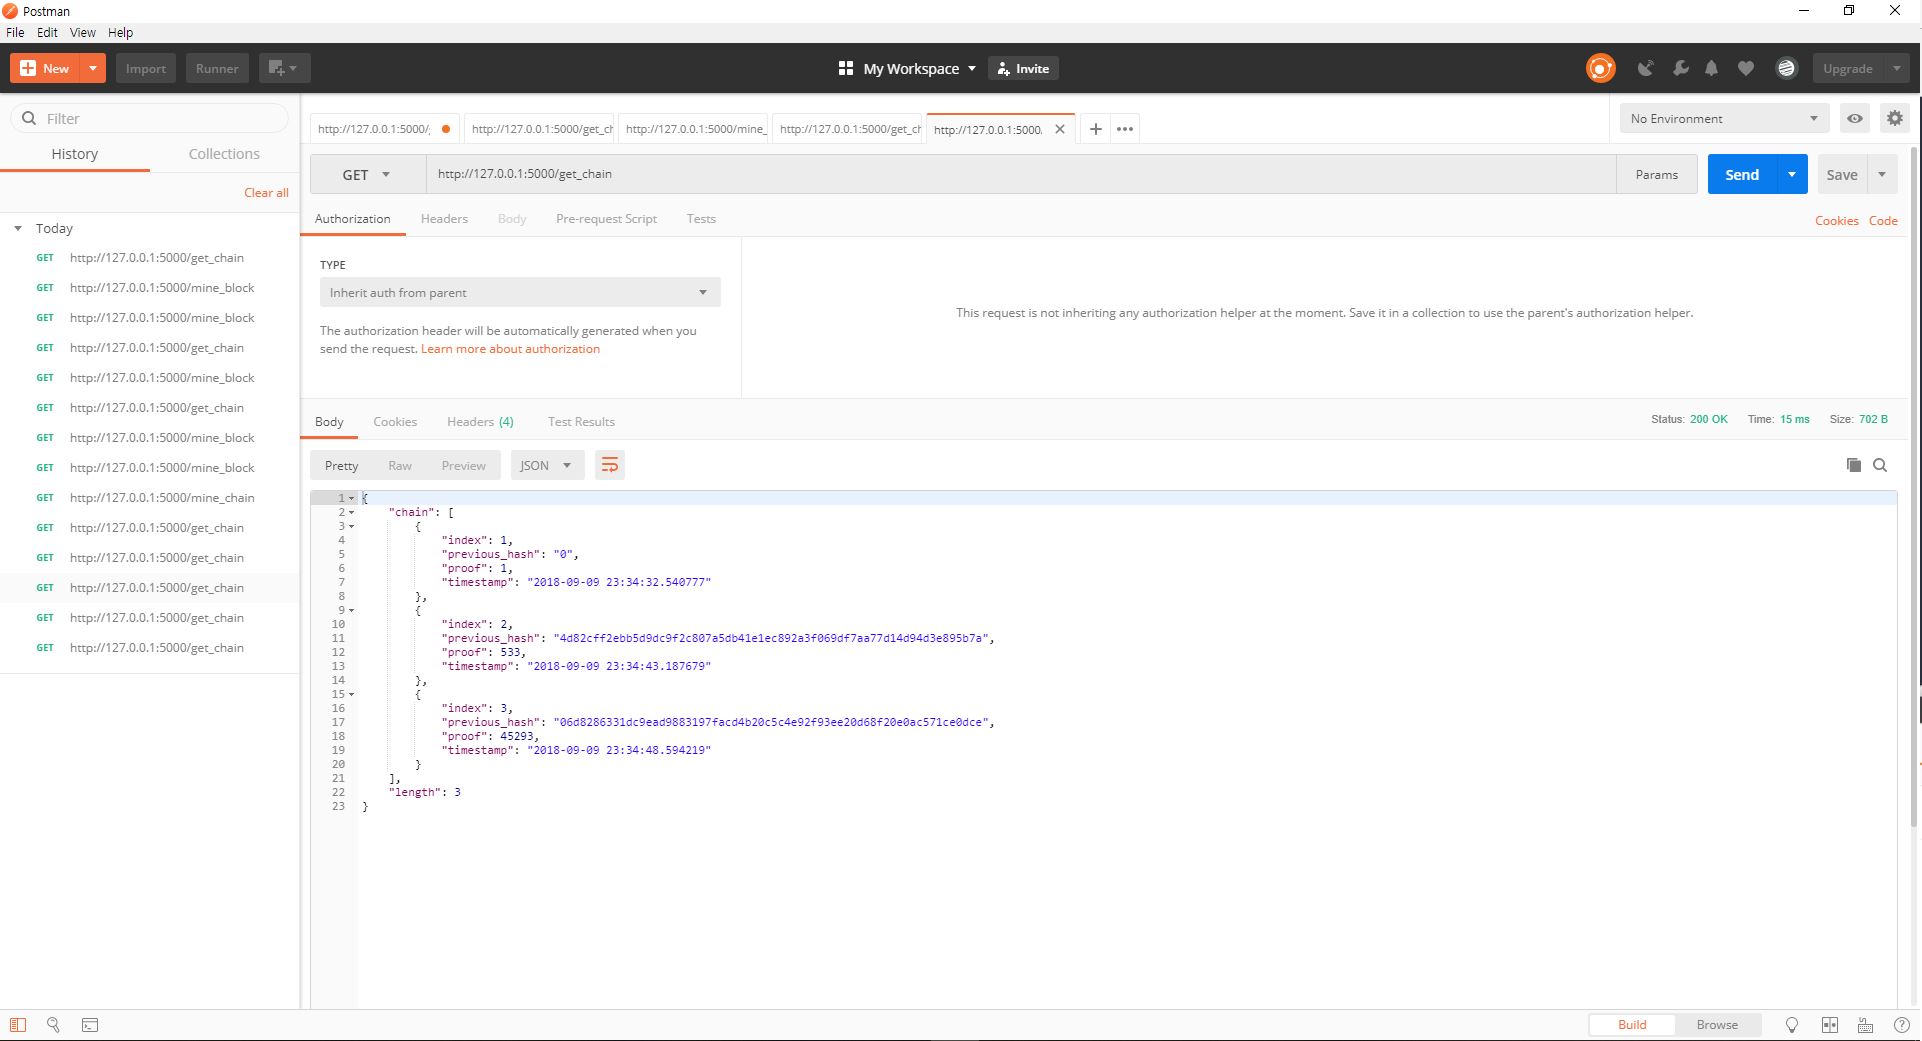 Postman
File Edit View Help
New Import Runner My Workspace Invite Upgrade
Filter
History Collections
Clear all
Today
GET http://127.0.0.1:5000/get_chain
GET http://127.0.0.1:5000/mine_block
GET http://127.0.0.1:5000/mine_block
GET http://127.0.0.1:5000/get_chain
GET http://127.0.0.1:5000/mine_block
GET http://127.0.0.1:5000/get_chain
GET http://127.0.0.1:5000/mine_block
GET http://127.0.0.1:5000/mine_block
GET http://127.0.0.1:5000/mine_chain
GET http://127.0.0.1:5000/get_chain
GET http://127.0.0.1:5000/get_chain
GET http://127.0.0.1:5000/get_chain
GET http://127.0.0.1:5000/get_chain
GET http://127.0.0.1:5000/get_chain
http://127.0.0.1:5000/ http://127.0.0.1:5000/get_ch http://127.0.0.1:5000/mine_ http://127.0.0.1:5000/get_ch http://127.0.0.1:5000. No Environment
GET http://127.0.0.1:5000/get_chain Params Send Save
Authorization Headers Body Pre-request Script Tests Cookies Code
TYPE
Inherit auth from parent
The authorization header will be automatically generated when you
send the request. Learn more about authorization
This request is not inheriting any authorization helper at the moment. Save it in a collection to use the parent's authorization helper.
Body Cookies Headers (4) Test Results Status: 200 OK Time: 15 ms Size: 702 B
Pretty Raw Preview JSON
1 {
2 "chain": [
3 {
4 "index": 1,
5 "previous_hash": "0",
6 "proof": 1,
7 "timestamp": "2018-09-09 23:34:32.540777"
8 },
9 {
10 "index": 2,
11 "previous_hash": "4d82cff2ebb5d9dc9f2c807a5db41e1ec892a3f069df7aa77d14d94d3e895b7a",
12 "proof": 533,
13 "timestamp": "2018-09-09 23:34:43.187679"
14 },
15 {
16 "index": 3,
17 "previous_hash": "06d8286331dc9ead9883197facd4b20c5c4e92f93ee20d68f20e0ac571ce0dce",
18 "proof": 45293,
19 "timestamp": "2018-09-09 23:34:48.594219"
20 }
21 ],
22 "length": 3
23 }
Build Browse